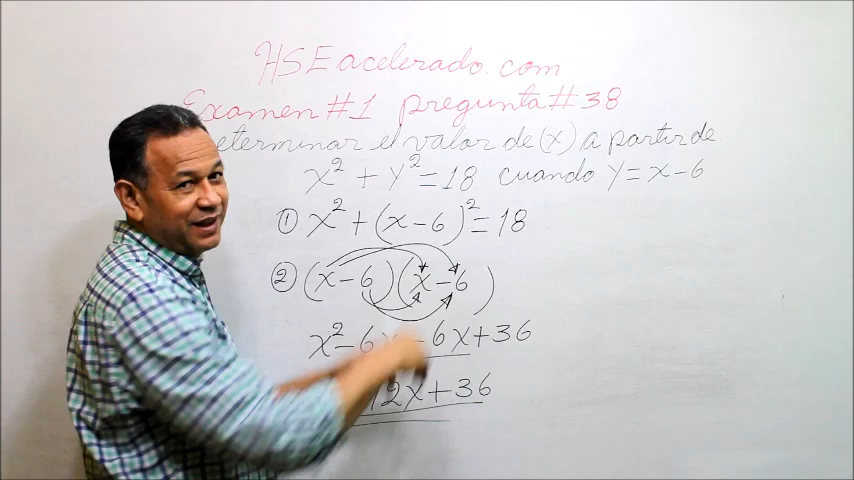 HSEacelerado.com
Examen #1 pregunta #38
eterminar el valor de (x) a partir de
x² + y² = 18 cuando y = x - 6
① x² + (x - 6)² = 18
② (x - 6)(x - 6)
x² - 6x - 6x + 36
12x + 36